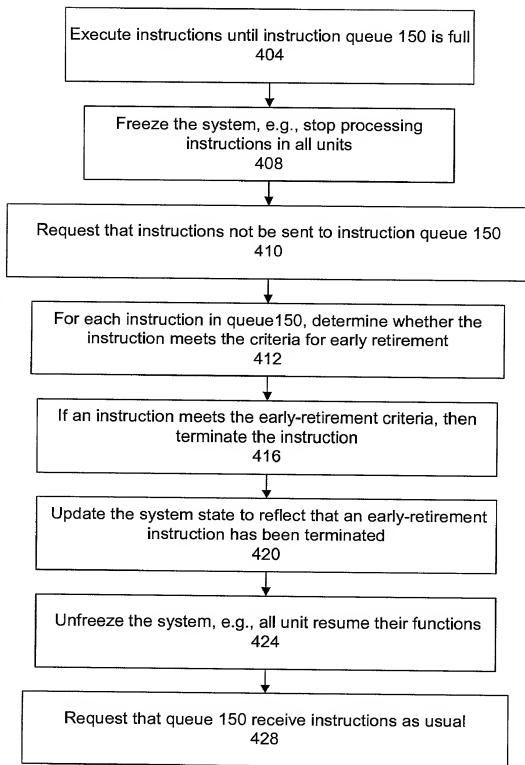 Execute instructions until instruction queue 150 is full
404
Freeze the system, e.g., stop processing
instructions in all units
408
Request that instructions not be sent to instruction queue 150
410
For each instruction in queue150, determine whether the
instruction meets the criteria for early retirement
412
If an instruction meets the early-retirement criteria, then
terminate the instruction
416
Update the system state to reflect that an early-retirement
instruction has been terminated
420
Unfreeze the system, e.g., all unit resume their functions
424
Request that queue 150 receive instructions as usual
428